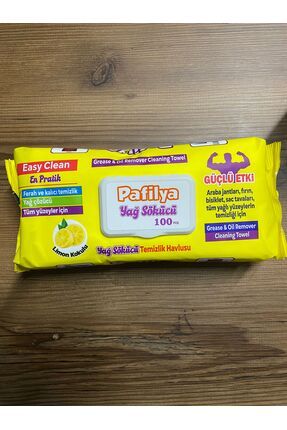 Easy Clean
En Pratik
Ferah ve kalıcı temizlik
Yağ çözücü
Tüm yüzeyler için
Limon Kokulu
Grease & Oil Remover Cleaning Towel
Pafilya
Yağ Sökücü
100
Yağ Sökücü Temizlik Havlusu
GÜÇLÜ ETKİ
Araba jantları, fırın,
bisiklet, sac tavaları,
tüm yağlı yüzeylerin
temizliği için
Grease & Oil Remover
Cleaning Towel